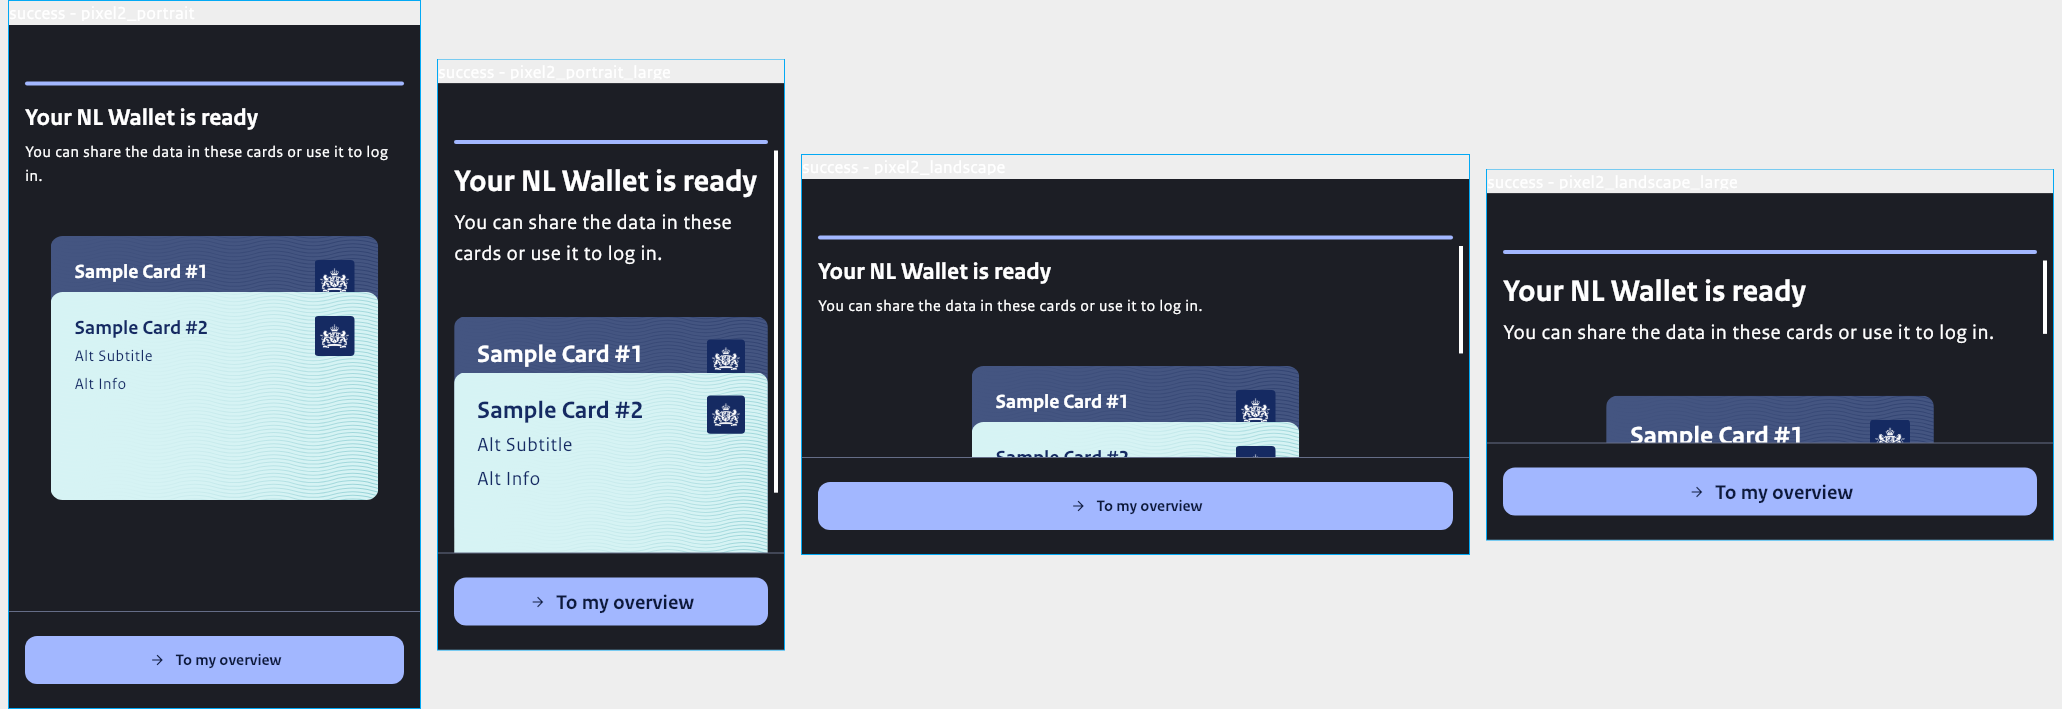 success - pixel2_portrait
Your NL Wallet is ready
You can share the data in these cards or use it to log
in.
Sample Card #1
Sample Card #2
Alt Subtitle
Alt Info
To my overview
success - pixel2_portrait_large
Your NL Wallet is ready
You can share the data in these
cards or use it to log in.
Sample Card #1
Sample Card #2
Alt Subtitle
Alt Info
To my overview
success - pixel2_landscape
Your NL Wallet is ready
You can share the data in these cards or use it to log in.
Sample Card #1
Sample Card #2
To my overview
success - pixel2_landscape_large
Your NL Wallet is ready
You can share the data in these cards or use it to log in.
Sample Card #1
To my overview